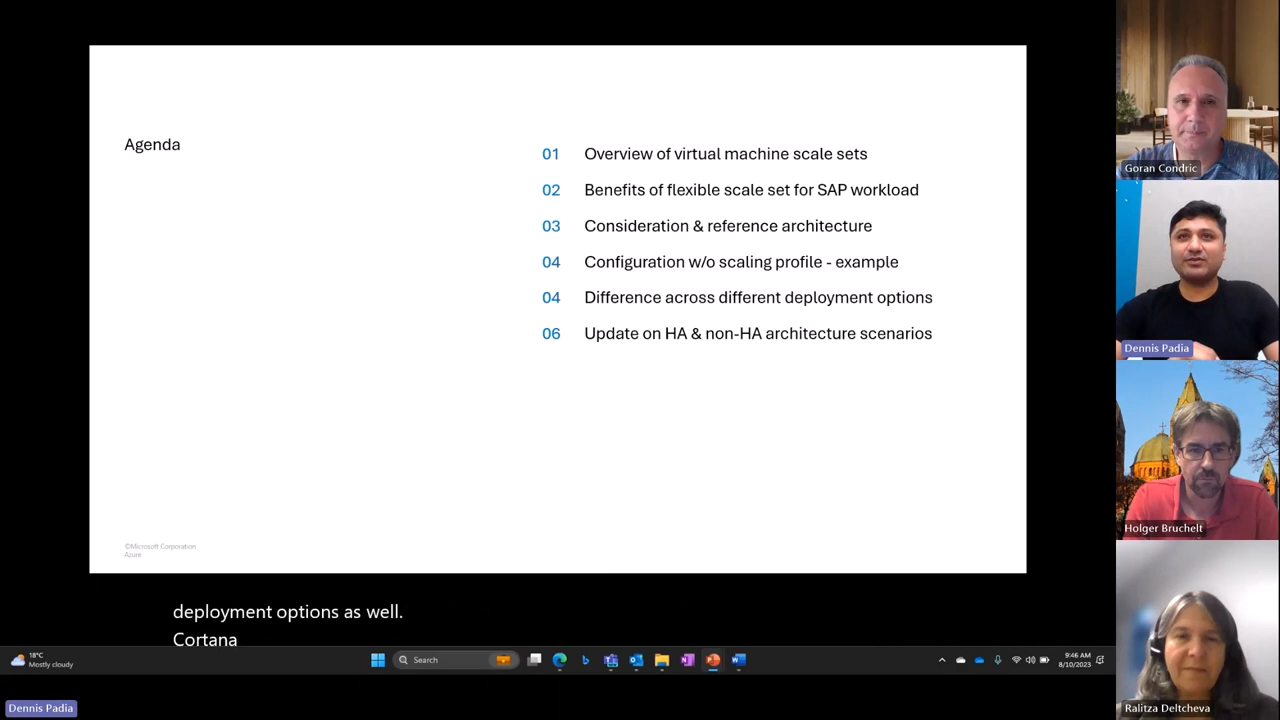 Agenda
01 Overview of virtual machine scale sets
02 Benefits of flexible scale set for SAP workload
03 Consideration & reference architecture
04 Configuration w/o scaling profile - example
04 Difference across different deployment options
06 Update on HA & non-HA architecture scenarios
©Microsoft Corporation
Azure
deployment options as well.
Cortana
18°C
Mostly cloudy
Search
9:46 AM
8/10/2023
Dennis Padia
Goran Condric
Dennis Padia
Holger Bruchelt
Ralitza Deltcheva